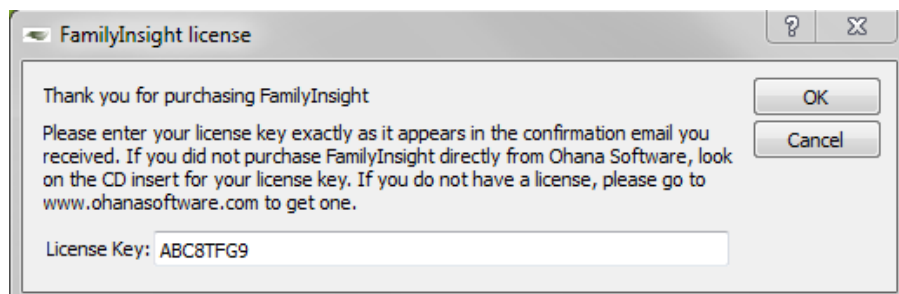 FamilyInsight license
Thank you for purchasing FamilyInsight
OK
Please enter your license key exactly as it appears in the confirmation email you
received. If you did not purchase FamilyInsight directly from Ohana Software, look
on the CD insert for your license key. If you do not have a license, please go to
www.ohanasoftware.com to get one.
Cancel
License Key: ABC8TFG9